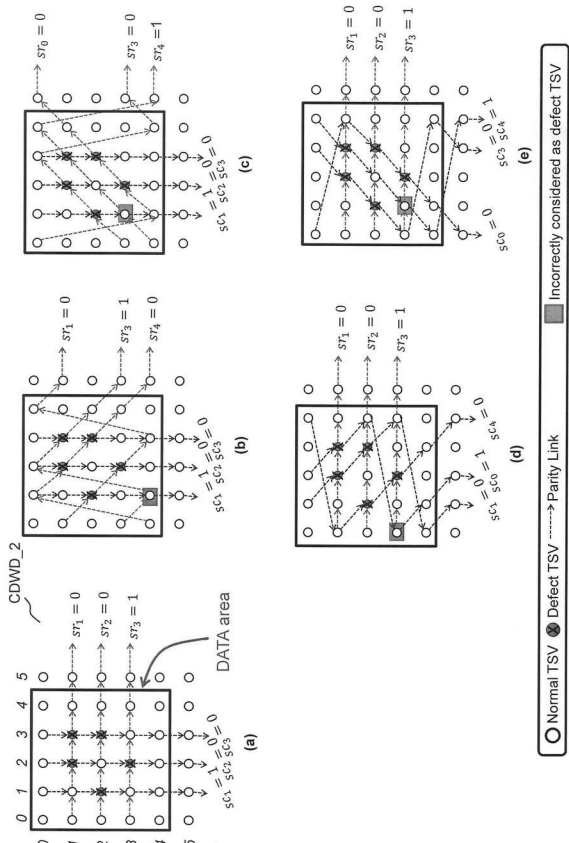 CDWD_2
0 1 2 3 4 5
sr₁ = 0
sr₂ = 0
sr₃ = 1
DATA area
sc₁ = 1
sc₂ = 0
sc₃ = 0
(a)
sr₁ = 0
sr₃ = 1
sr₄ = 0
sc₁ = 1
sc₂ = 0
sc₃ = 0
(b)
sr₀ = 0
sr₃ = 0
sr₄ = 1
sc₁ = 1
sc₂ = 0
sc₃ = 0
(c)
sr₁ = 0
sr₂ = 0
sr₃ = 1
sc₁ = 0
sc₀ = 1
sc₄ = 0
(d)
sr₁ = 0
sr₂ = 0
sr₃ = 1
sc₀ = 0
sc₃ = 0
sc₄ = 1
(e)
Normal TSV Defect TSV Parity Link Incorrectly considered as defect TSV